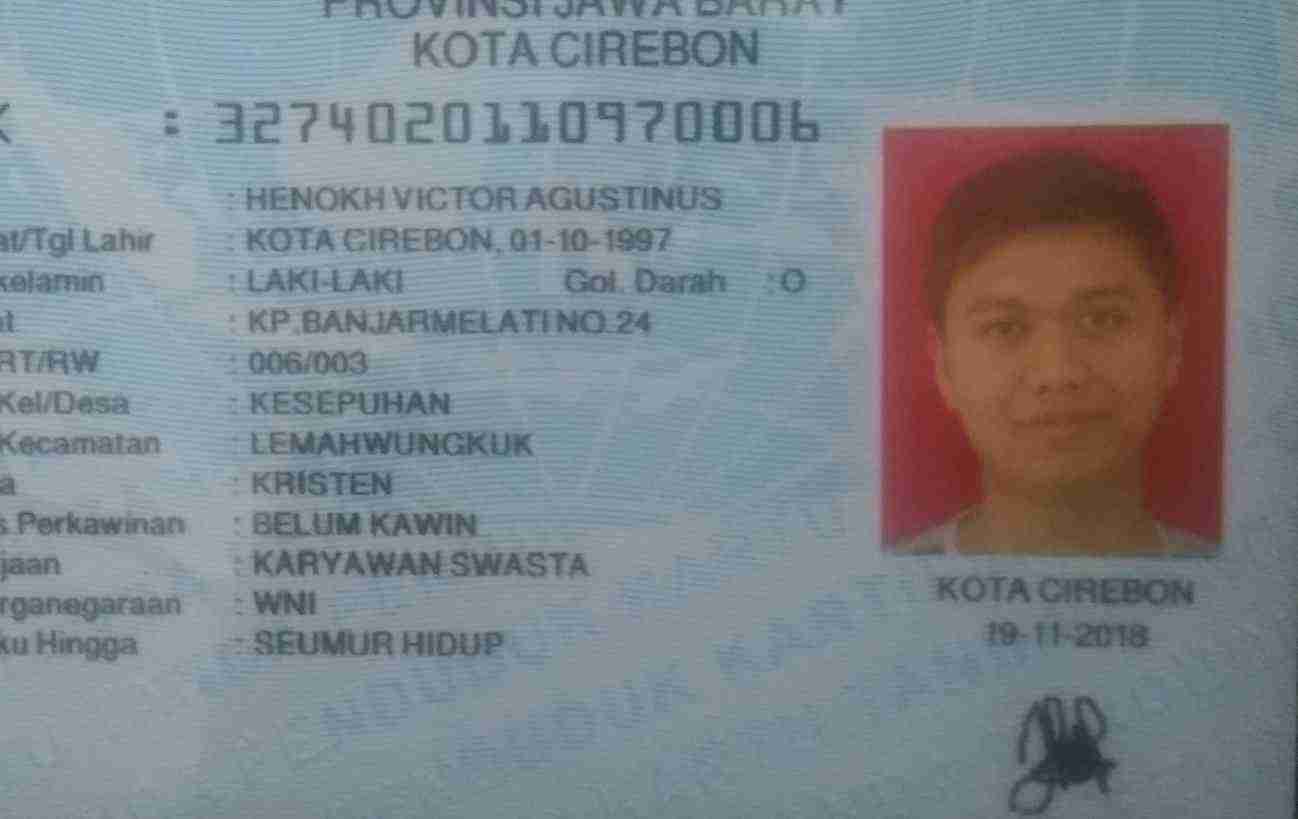 PROVINSI JAWA BARAT
KOTA CIREBON
: 3274020110970006
: HENOKH VICTOR AGUSTINUS
at/Tgl Lahir : KOTA CIREBON, 01-10-1997
kelamin : LAKI-LAKI Gol. Darah : O
at : KP.BANJARMELATI NO.24
RT/RW : 006/003
Kel/Desa : KESEPUHAN
Kecamatan : LEMAHWUNGKUK
a : KRISTEN
s Perkawinan : BELUM KAWIN
jaan : KARYAWAN SWASTA
rganegaraan : WNI
ku Hingga : SEUMUR HIDUP
KOTA CIREBON
19-11-2018